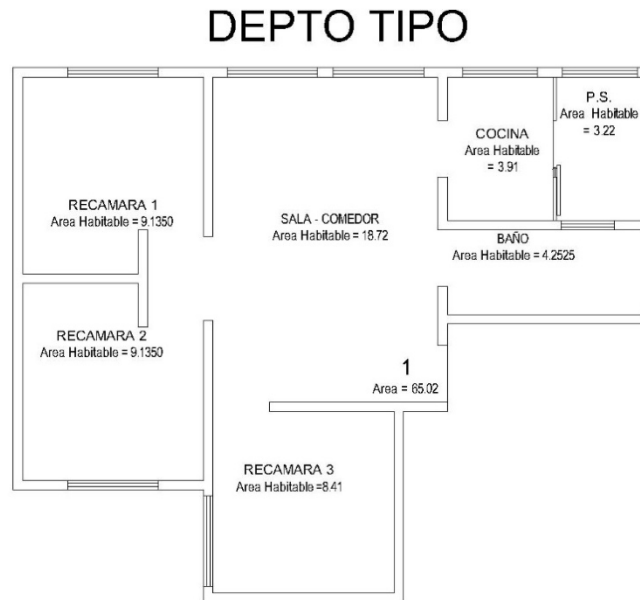 DEPTO TIPO
P.S.
Area Habitable
= 3.22
COCINA
Area Habitable
= 3.91
RECAMARA 1
Area Habitable = 9.1350
SALA - COMEDOR
Area Habitable = 18.72
BAÑO
Area Habitable = 4.2525
RECAMARA 2
Area Habitable = 9.1350
1
Area = 65.02
RECAMARA 3
Area Habitable =8.41